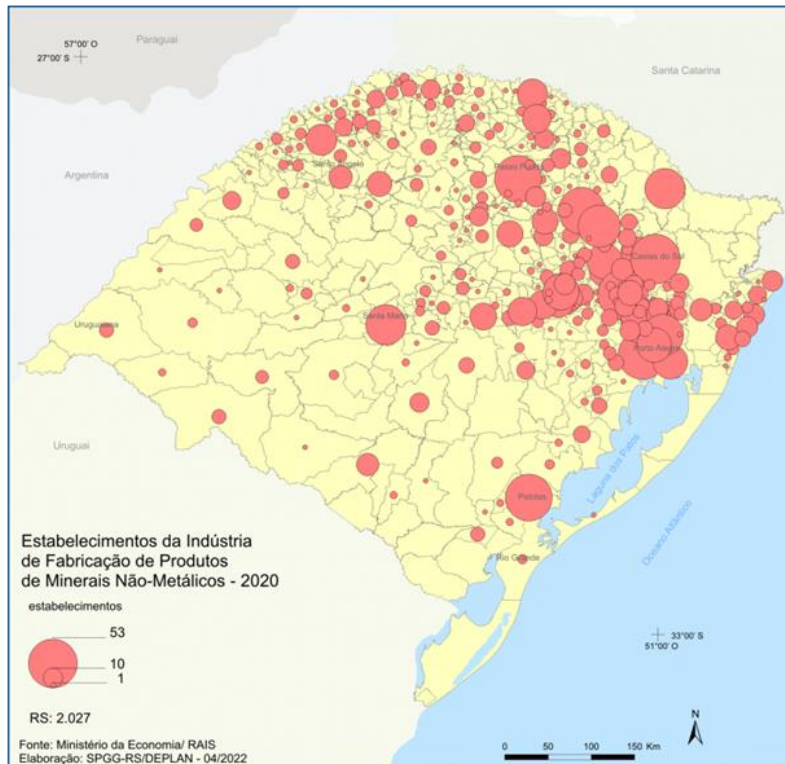 Paraguai
57°00' O
27°00' S
Santa Catarina
Argentina
Santo Ângelo
Passo Fundo
Caxias do Sul
Santa Maria
Uruguaiana
Porto Alegre
Uruguai
Laguna dos Patos
Pelotas
Oceano Atlântico
Rio Grande
Estabelecimentos da Indústria
de Fabricação de Produtos
de Minerais Não-Metálicos - 2020
estabelecimentos
53
10
1
33°00' S
51°00' O
RS: 2.027
N
Fonte: Ministério da Economia/ RAIS
Elaboração: SPGG-RS/DEPLAN - 04/2022
0 50 100 150 Km